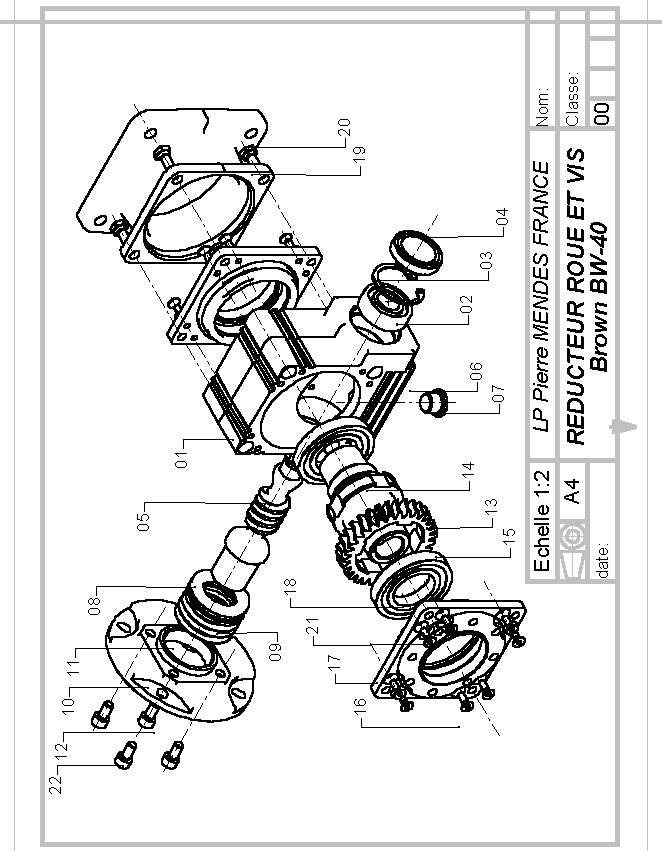 20
19
04
03
02
06
07
01
05
14
13
15
08
09
18
21
17
16
11
10
12
22
Echelle 1:2
LP Pierre MENDES FRANCE
Nom:
A4
REDUCTEUR ROUE ET VIS
Brown BW-40
Classe:
date:
00